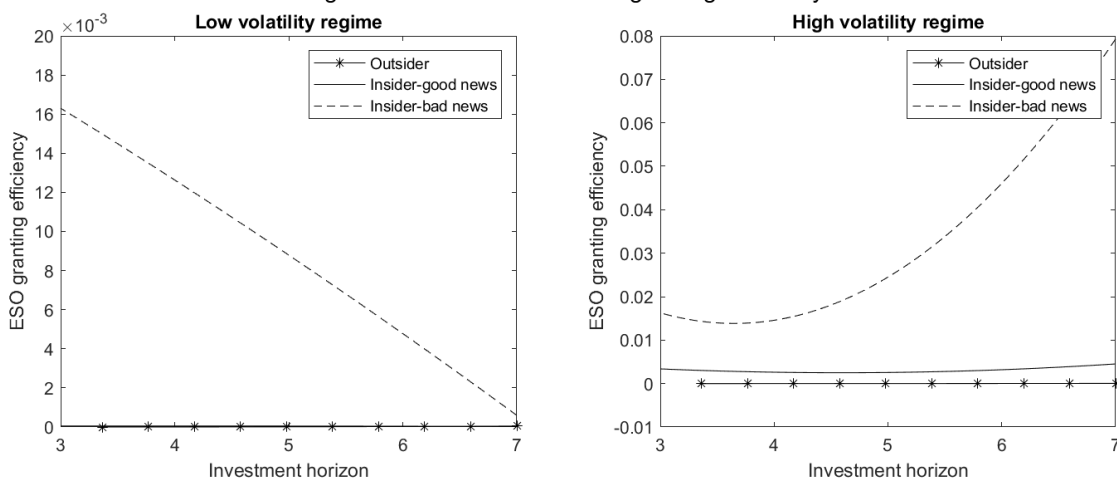 Low volatility regime
×10⁻³
20
18
16
14
12
10
8
6
4
2
0
ESO granting efficiency
Outsider
Insider-good news
Insider-bad news
3
4
5
6
7
Investment horizon
High volatility regime
0.08
0.07
0.06
0.05
0.04
0.03
0.02
0.01
0
-0.01
ESO granting efficiency
Outsider
Insider-good news
Insider-bad news
3
4
5
6
7
Investment horizon